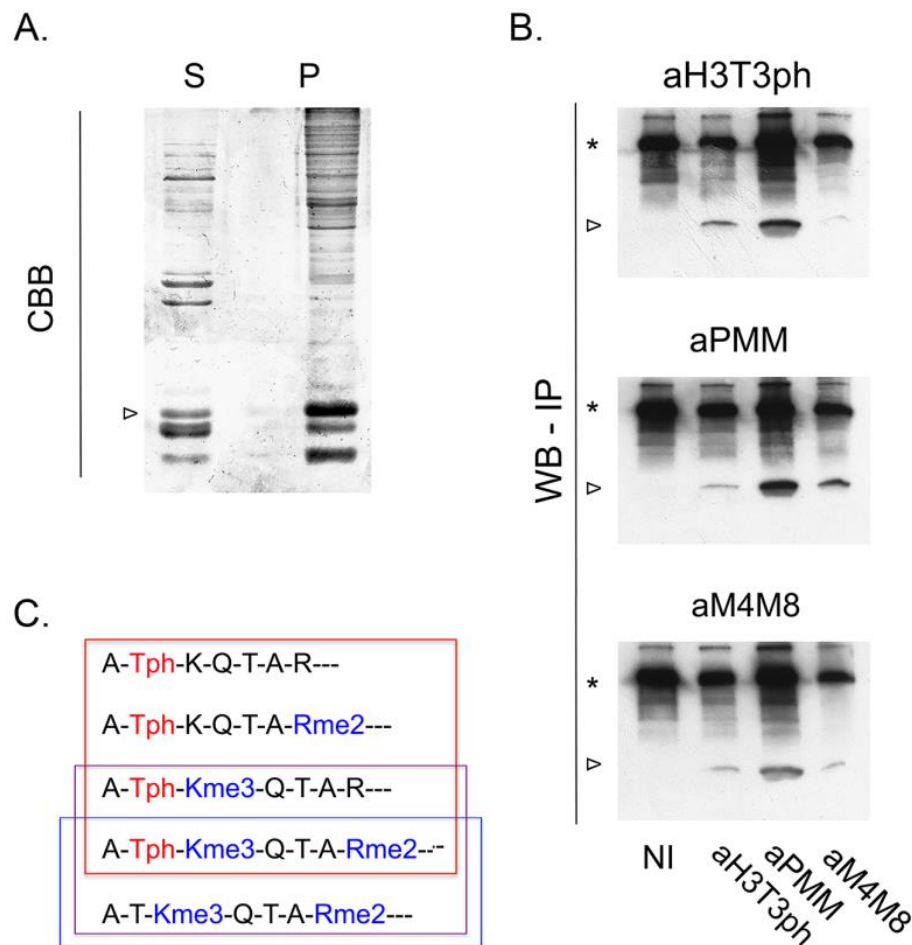 A.
S P
CBB
B.
aH3T3ph
*
aPMM
*
WB - IP
aM4M8
*
NI aH3T3ph aPMM aM4M8
C.
A-Tph-K-Q-T-A-R---
A-Tph-K-Q-T-A-Rme2---
A-Tph-Kme3-Q-T-A-R---
A-Tph-Kme3-Q-T-A-Rme2---
A-T-Kme3-Q-T-A-Rme2---